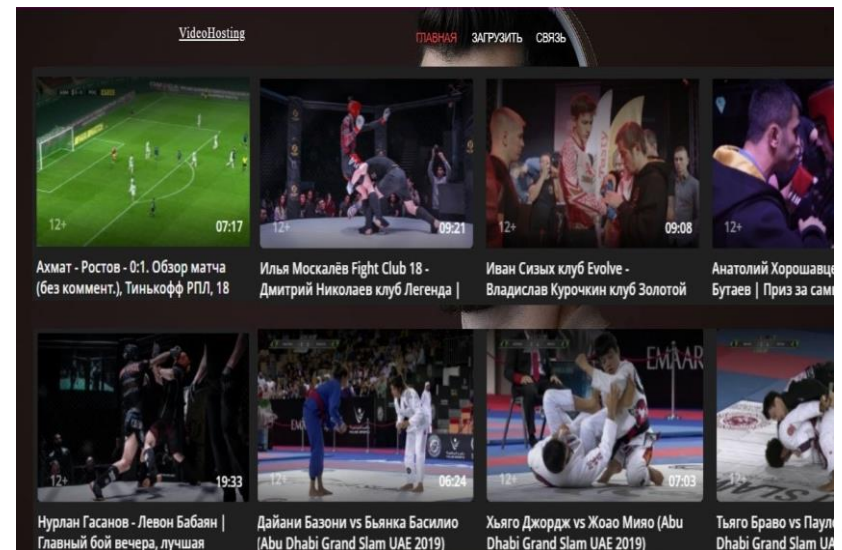 VideoHosting
ГЛАВНАЯ ЗАГРУЗИТЬ СВЯЗЬ
12+ 07:17
12+ 09:21
12+ 09:08
12+
Ахмат - Ростов - 0:1. Обзор матча
(без коммент.), Тинькофф РПЛ, 18
Илья Москалёв Fight Club 18 -
Дмитрий Николаев клуб Легенда |
Иван Сизых клуб Evolve -
Владислав Курочкин клуб Золотой
Анатолий Хорошавце
Бутаев | Приз за сам
EMAAR
12+ 19:33
12+ 06:24
12+ 07:03
12+
Нурлан Гасанов - Левон Бабаян |
Главный бой вечера, лучшая
Дайани Базони vs Бьянка Басилио
(Abu Dhabi Grand Slam UAE 2019)
Хьяго Джордж vs Жоао Мияо (Abu
Dhabi Grand Slam UAE 2019)
Тьяго Браво vs Пауло
Dhabi Grand Slam UA